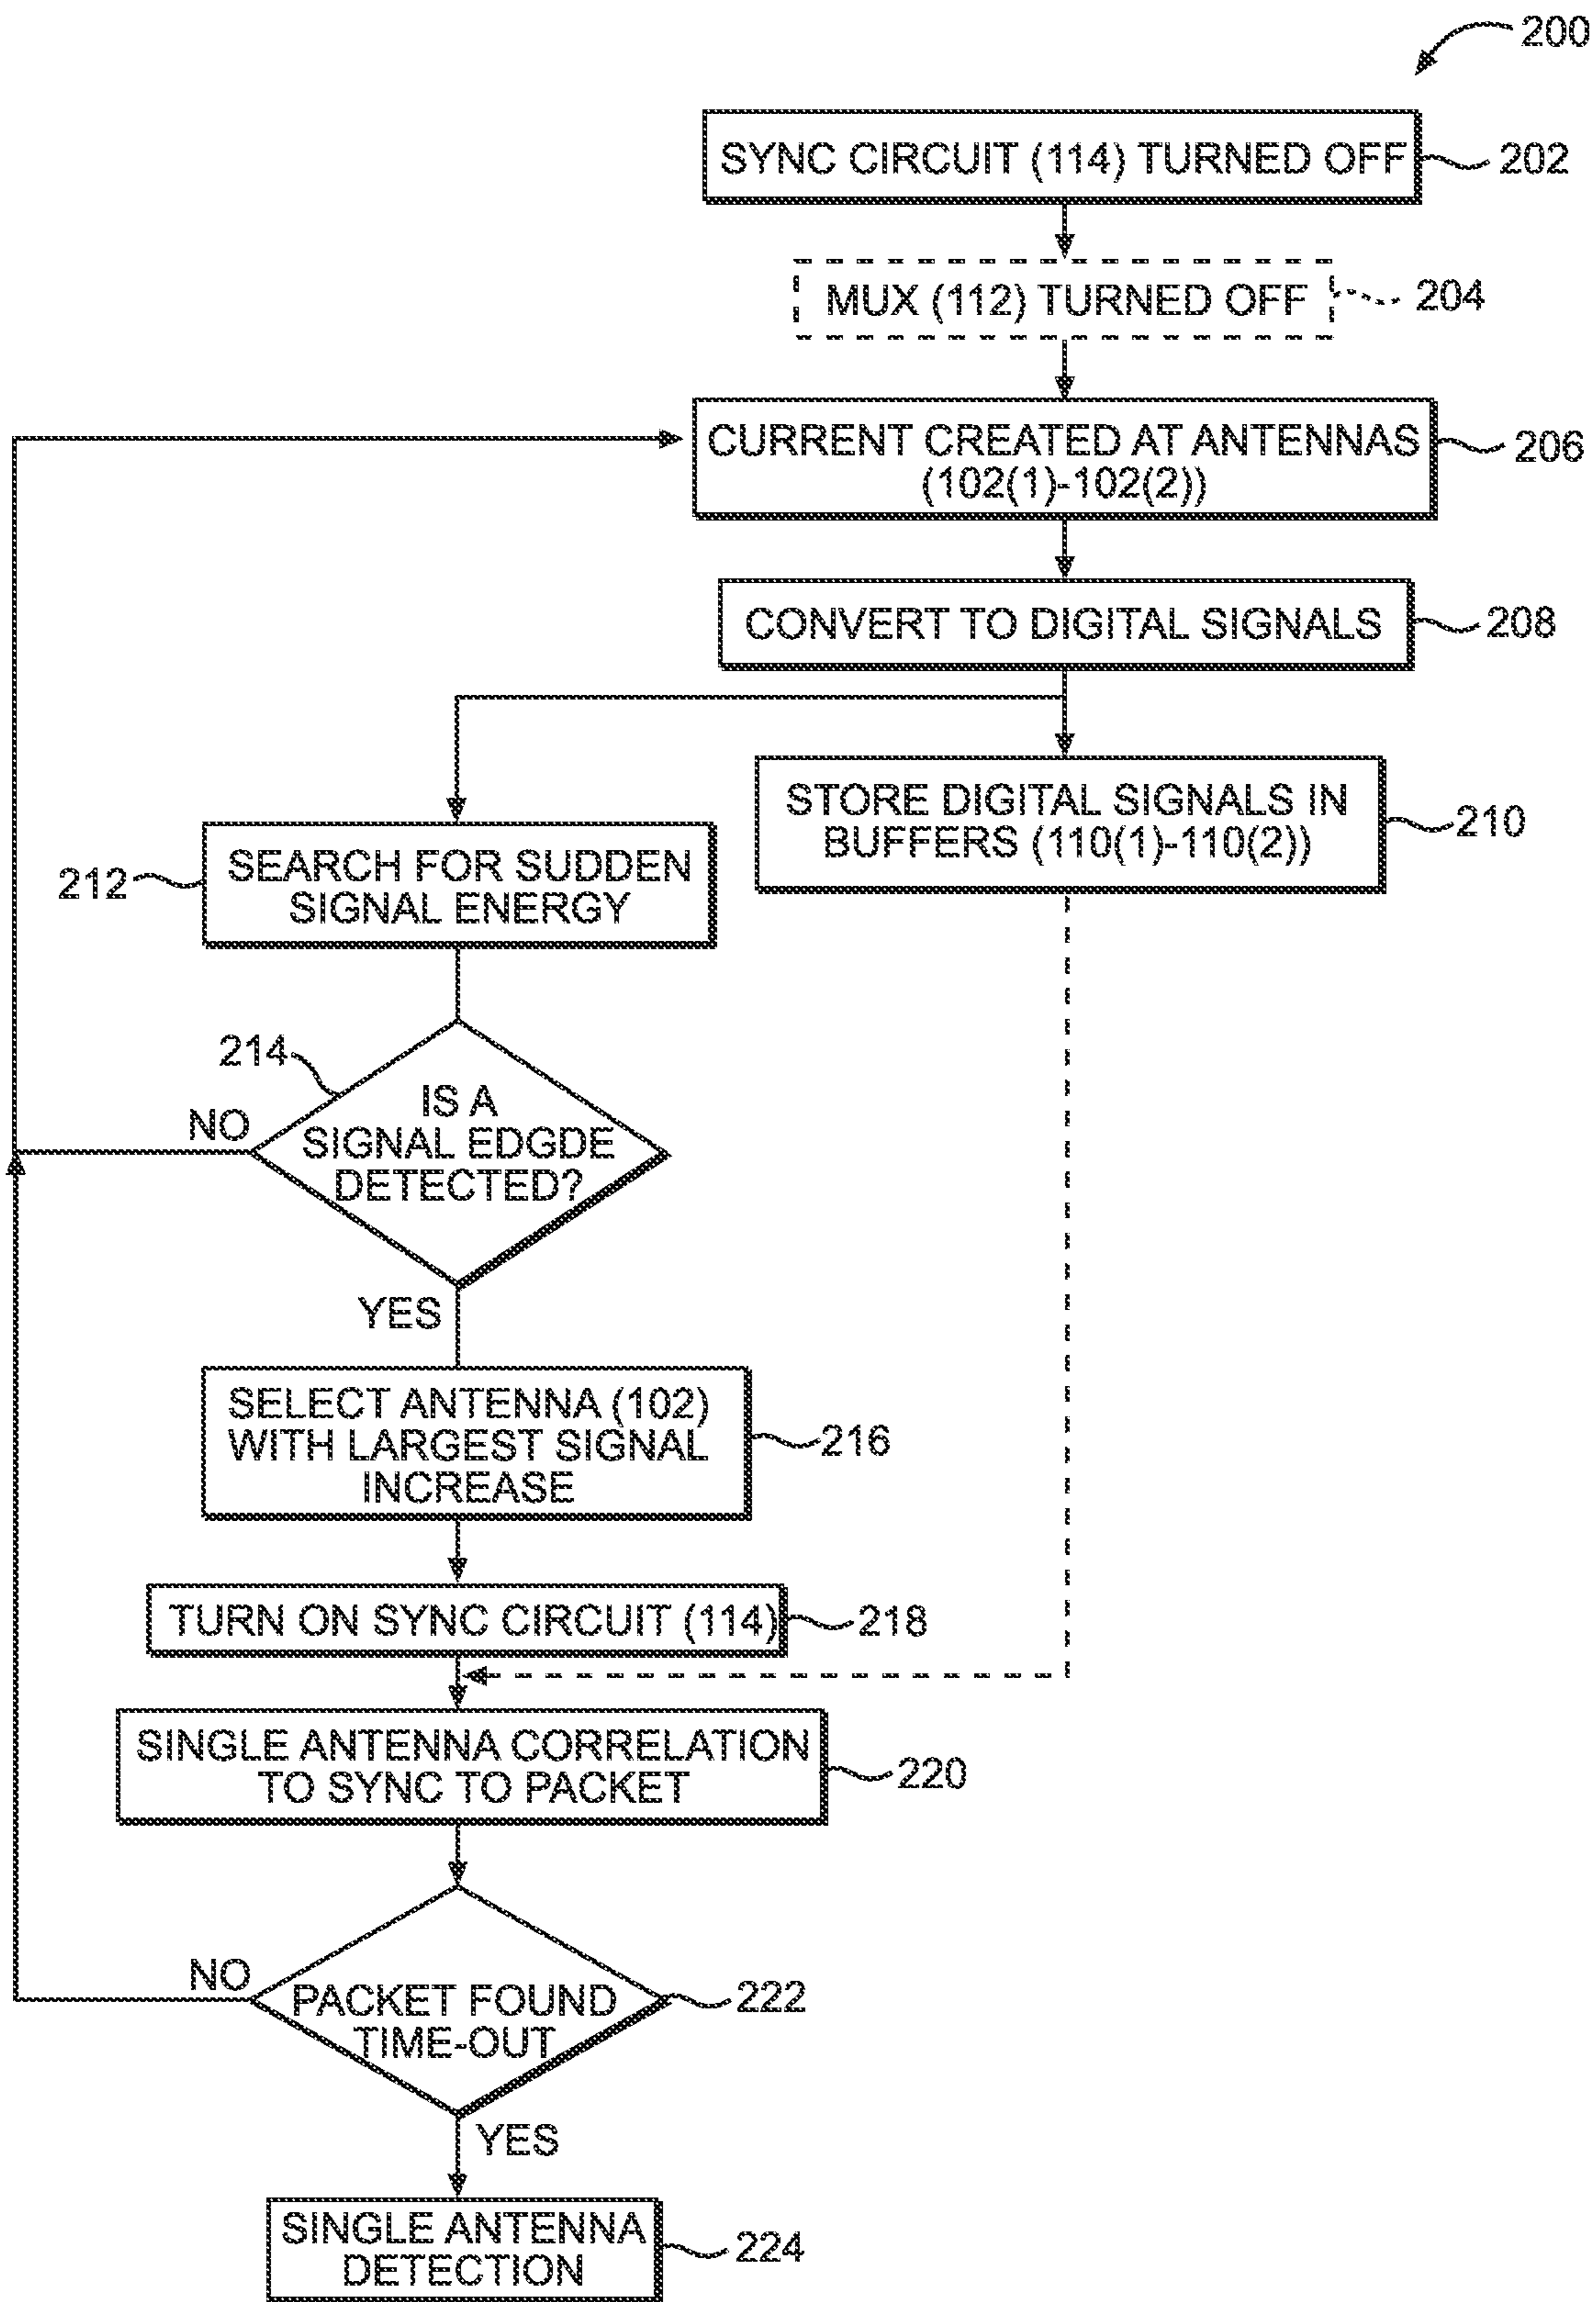 200
SYNC CIRCUIT (114) TURNED OFF
202
MUX (112) TURNED OFF
204
CURRENT CREATED AT ANTENNAS
(102(1)-102(2))
206
CONVERT TO DIGITAL SIGNALS
208
STORE DIGITAL SIGNALS IN
BUFFERS (110(1)-110(2))
210
212
SEARCH FOR SUDDEN
SIGNAL ENERGY
214
NO
IS A
SIGNAL EDGDE
DETECTED?
YES
SELECT ANTENNA (102)
WITH LARGEST SIGNAL
INCREASE
216
TURN ON SYNC CIRCUIT (114)
218
SINGLE ANTENNA CORRELATION
TO SYNC TO PACKET
220
NO
PACKET FOUND
TIME-OUT
222
YES
SINGLE ANTENNA
DETECTION
224